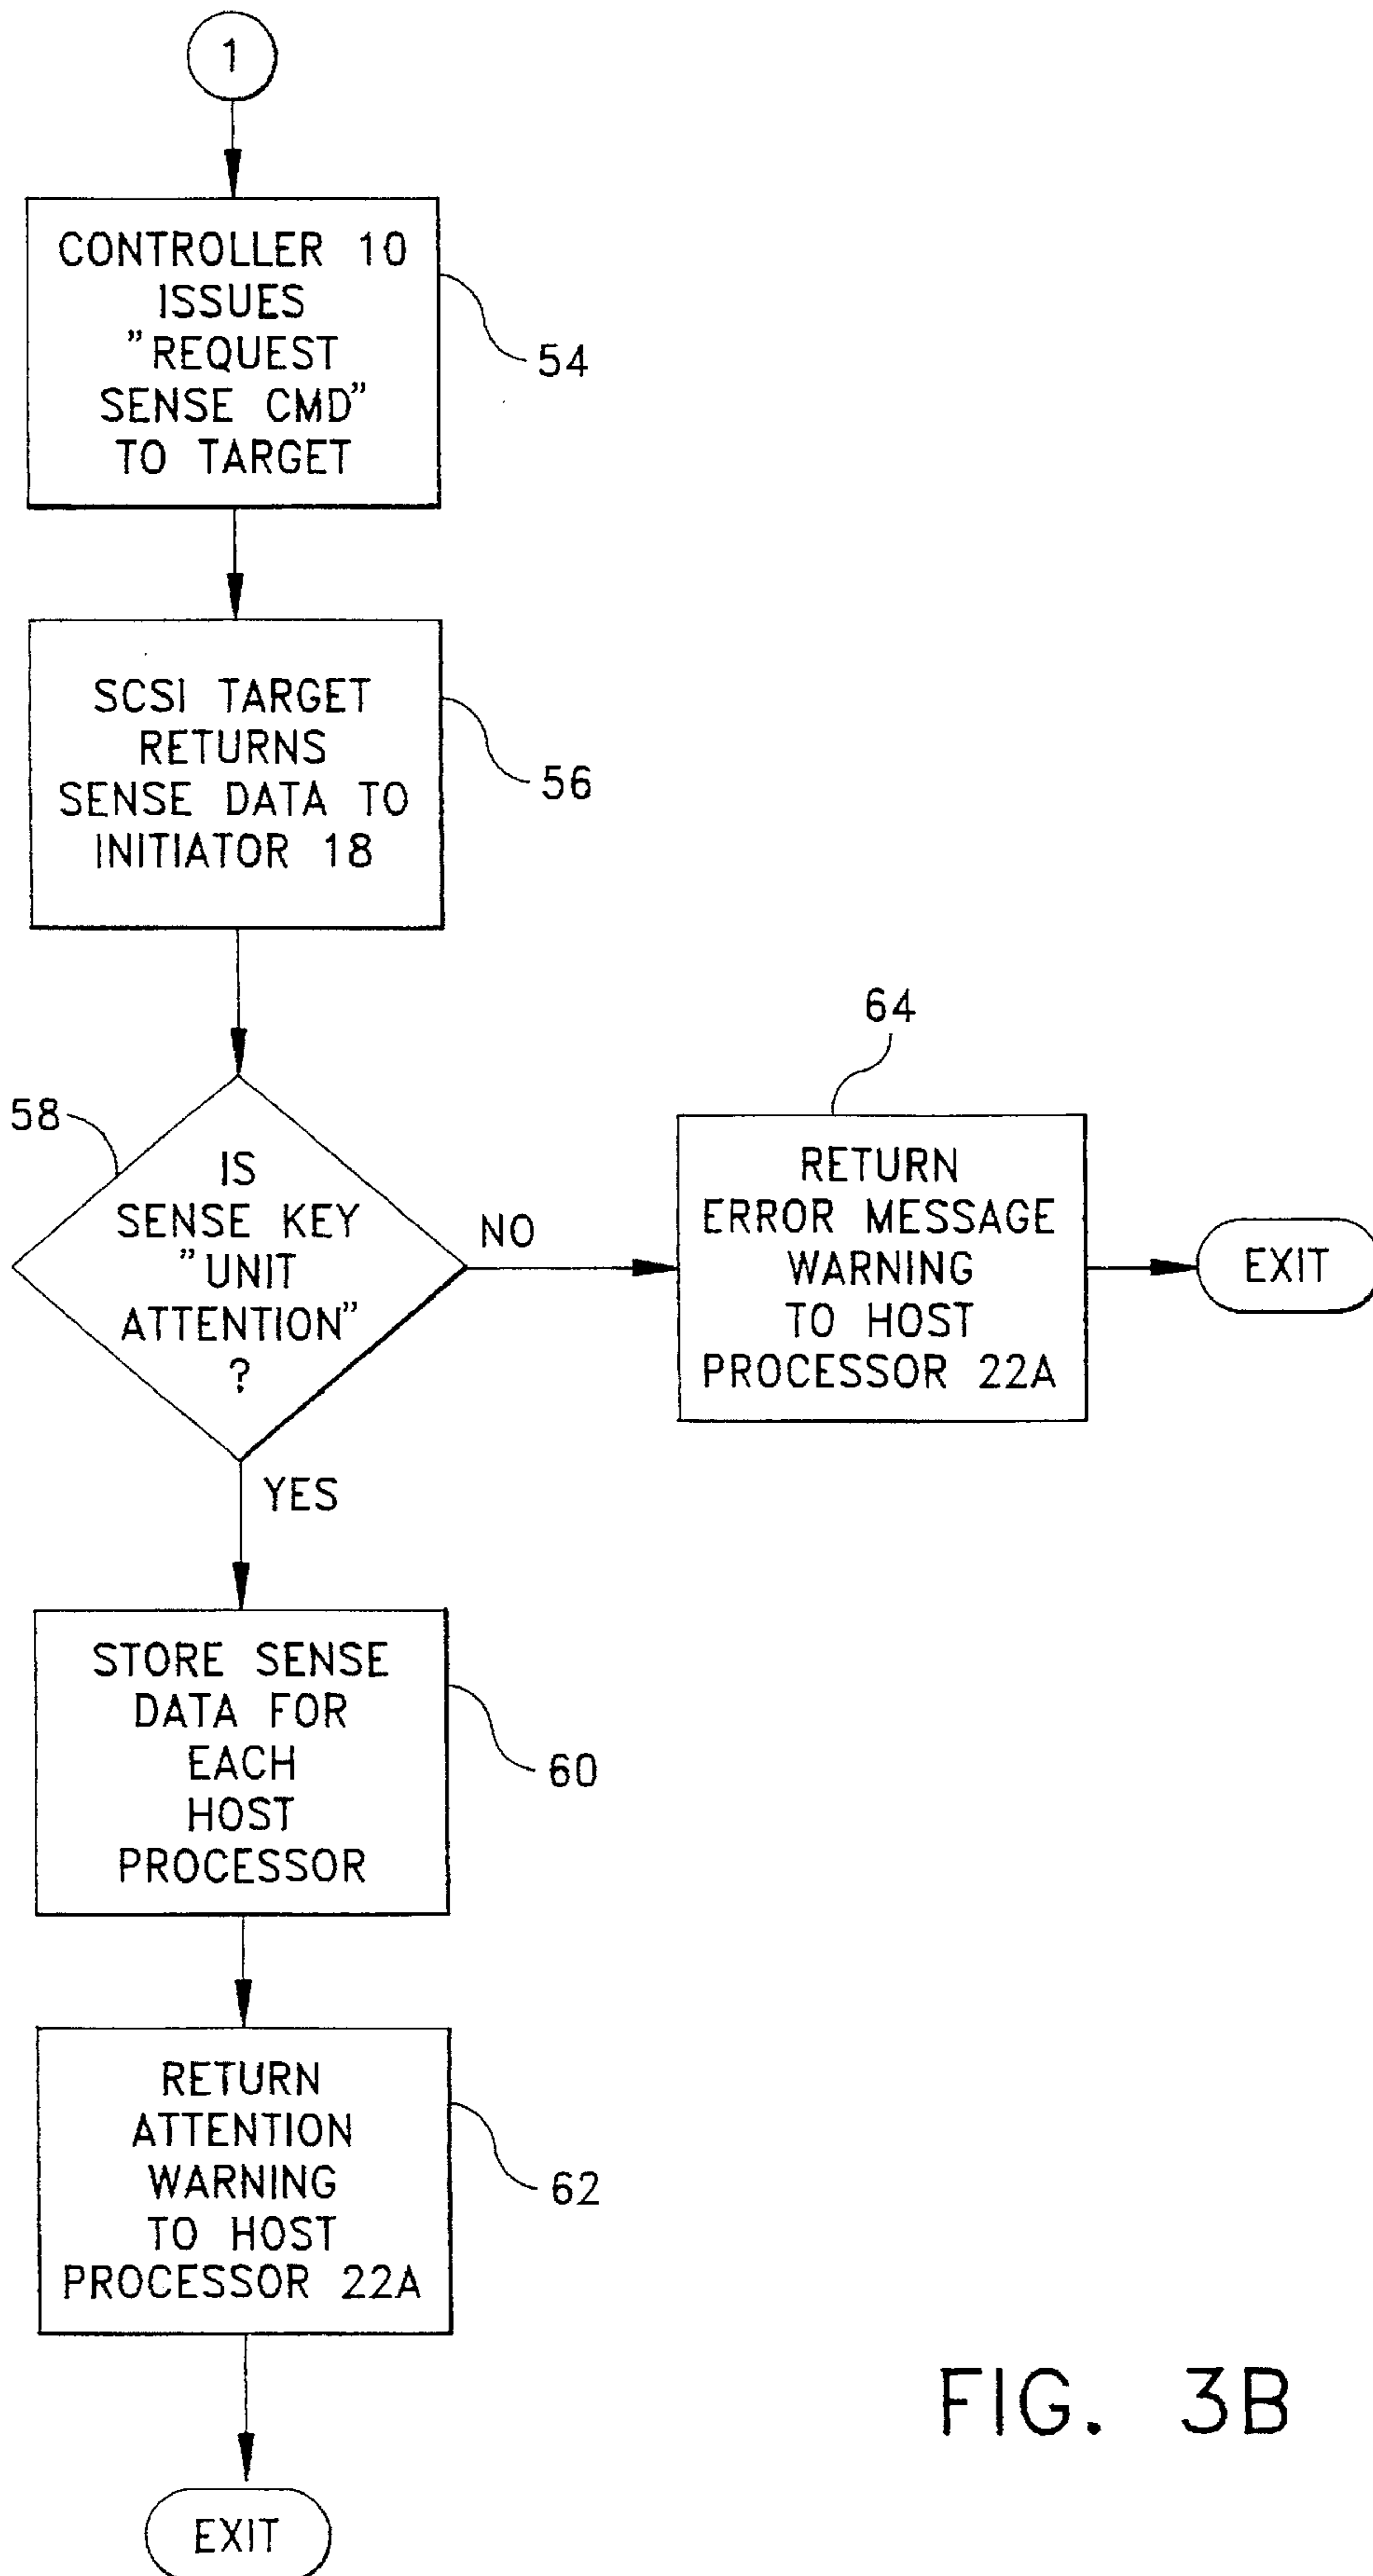 1
CONTROLLER 10
ISSUES
"REQUEST
SENSE CMD"
TO TARGET
54
SCSI TARGET
RETURNS
SENSE DATA TO
INITIATOR 18
56
58
IS
SENSE KEY
"UNIT
ATTENTION"
?
NO
64
RETURN
ERROR MESSAGE
WARNING
TO HOST
PROCESSOR 22A
EXIT
YES
STORE SENSE
DATA FOR
EACH
HOST
PROCESSOR
60
RETURN
ATTENTION
WARNING
TO HOST
PROCESSOR 22A
62
EXIT
FIG. 3B